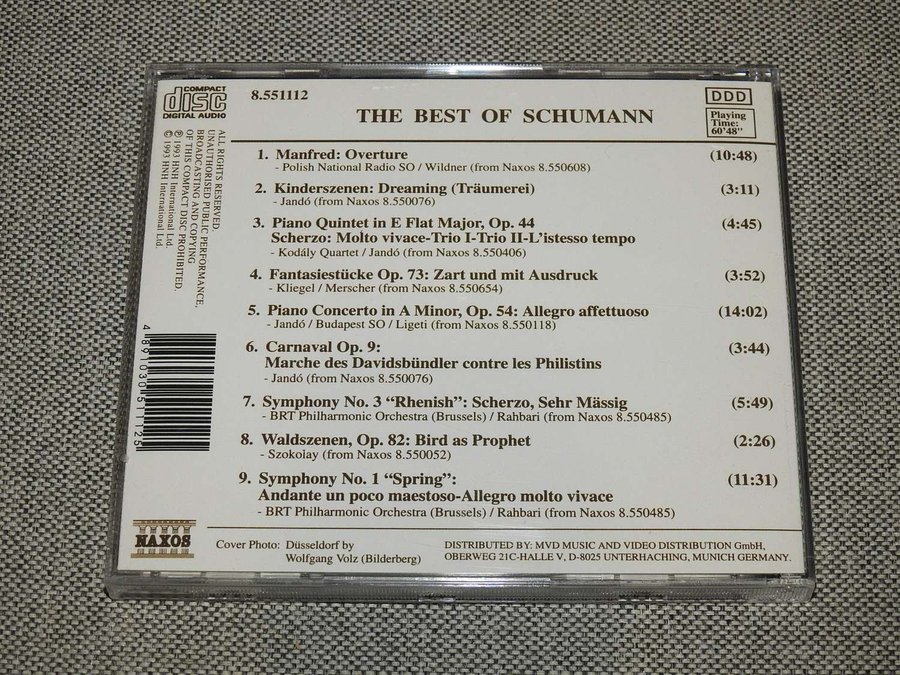 COMPACT
disc
DIGITAL AUDIO
8.551112
THE BEST OF SCHUMANN
DDD
Playing
Time:
60'48"
ALL RIGHTS RESERVED.
UNAUTHORISED PUBLIC PERFORMANCE,
BROADCASTING AND COPYING
OF THIS COMPACT DISC PROHIBITED.
℗ 1993 HNH International Ltd.
© 1993 HNH International Ltd.
1. Manfred: Overture (10:48)
- Polish National Radio SO / Wildner (from Naxos 8.550608)
2. Kinderszenen: Dreaming (Träumerei) (3:11)
- Jandó (from Naxos 8.550076)
3. Piano Quintet in E Flat Major, Op. 44 (4:45)
Scherzo: Molto vivace-Trio I-Trio II-L'istesso tempo
- Kodály Quartet / Jandó (from Naxos 8.550406)
4. Fantasiestücke Op. 73: Zart und mit Ausdruck (3:52)
- Kliegel / Merscher (from Naxos 8.550654)
5. Piano Concerto in A Minor, Op. 54: Allegro affettuoso (14:02)
- Jandó / Budapest SO / Ligeti (from Naxos 8.550118)
6. Carnaval Op. 9: (3:44)
Marche des Davidsbündler contre les Philistins
- Jandó (from Naxos 8.550076)
7. Symphony No. 3 “Rhenish”: Scherzo, Sehr Mässig (5:49)
- BRT Philharmonic Orchestra (Brussels) / Rahbari (from Naxos 8.550485)
8. Waldszenen, Op. 82: Bird as Prophet (2:26)
- Szokolay (from Naxos 8.550052)
9. Symphony No. 1 “Spring”: (11:31)
Andante un poco maestoso-Allegro molto vivace
- BRT Philharmonic Orchestra (Brussels) / Rahbari (from Naxos 8.550485)
4 891030 511125
NAXOS
Cover Photo: Düsseldorf by
Wolfgang Volz (Bilderberg)
DISTRIBUTED BY: MVD MUSIC AND VIDEO DISTRIBUTION GmbH,
OBERWEG 21C-HALLE V, D-8025 UNTERHACHING, MUNICH GERMANY.